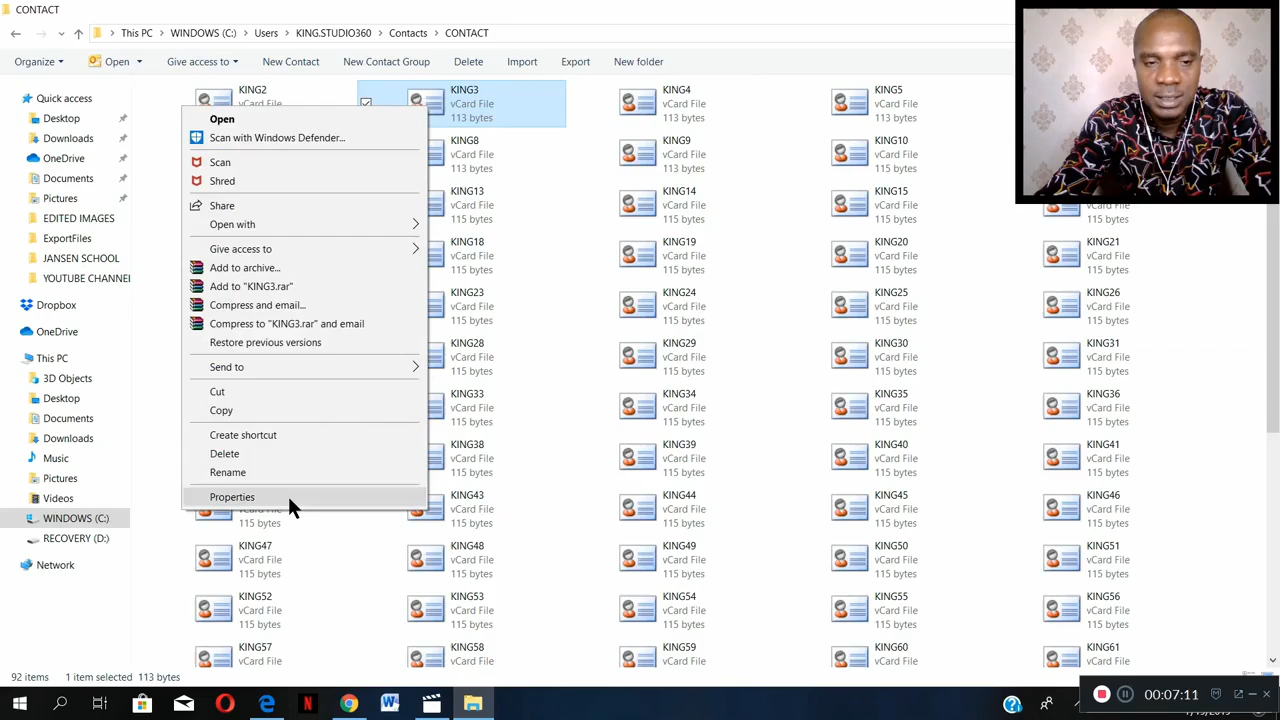 CONTACT
This PC > WINDOWS (C:) > Users > KING.STUDIO360 > Contacts > CONTACT
Organize Open Give access to New Contact New Contact Group Delete Import Export New folder
Quick access
Desktop
Downloads
OneDrive
Documents
Pictures
EDITED IMAGES
ExportFiles
JANSEN SCHOOL
YOUTUBE CHANNE
Dropbox
OneDrive
This PC
3D Objects
Desktop
Documents
Downloads
Music
Pictures
Videos
WINDOWS (C:)
RECOVERY (D:)
Network
Open
Scan with Windows Defender...
Scan
Shred
Share
Open with
Give access to
Add to archive...
Add to "KING3.rar"
Compress and email...
Compress to "KING3.rar" and email
Restore previous versions
Send to
Cut
Copy
Create shortcut
Delete
Rename
Properties
KING2 KING3 KING4 KING5
vCard File vCard File vCard File vCard File
113 bytes 113 bytes 113 bytes
KING8 KING9 KING10
vCard File vCard File vCard File
113 bytes 113 bytes 115 bytes
KING13 KING14 KING15
vCard File vCard File vCard File vCard File
115 bytes 115 bytes 115 bytes 115 bytes
KING18 KING19 KING20 KING21
vCard File vCard File vCard File vCard File
115 bytes 115 bytes 115 bytes 115 bytes
KING23 KING24 KING25 KING26
vCard File vCard File vCard File vCard File
115 bytes 115 bytes 115 bytes 115 bytes
KING28 KING29 KING30 KING31
vCard File vCard File vCard File vCard File
115 bytes 115 bytes 115 bytes 115 bytes
KING33 KING34 KING35 KING36
vCard File vCard File vCard File vCard File
115 bytes 115 bytes 115 bytes 115 bytes
KING38 KING39 KING40 KING41
vCard File vCard File vCard File vCard File
115 bytes 115 bytes 115 bytes 115 bytes
KING43 KING44 KING45 KING46
vCard File vCard File vCard File vCard File
115 bytes 115 bytes 115 bytes 115 bytes 115 bytes
KING47 KING48 KING49 KING50 KING51
vCard File vCard File vCard File vCard File vCard File
115 bytes 115 bytes 115 bytes 115 bytes 115 bytes
KING52 KING53 KING54 KING55 KING56
vCard File vCard File vCard File vCard File vCard File
115 bytes 115 bytes 115 bytes 115 bytes 115 bytes
KING57 KING58 KING59 KING60 KING61
vCard File vCard File vCard File vCard File vCard File
92 items 1 item selected 113 bytes
00:07:11